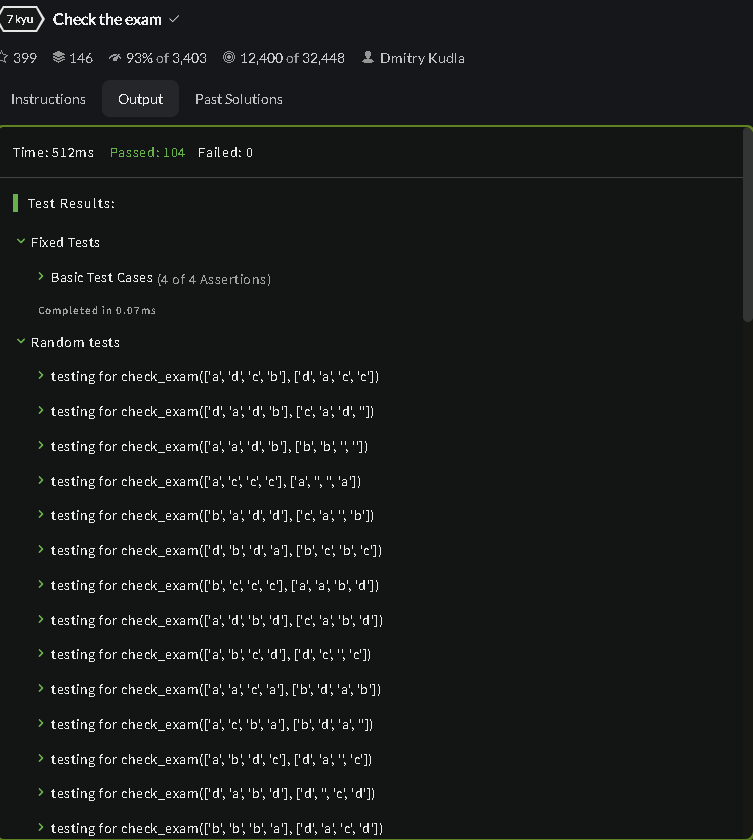 7 kyu Check the exam
399 146 93% of 3,403 12,400 of 32,448 Dmitry Kudla
Instructions Output Past Solutions
Time: 512ms Passed: 104 Failed: 0
Test Results:
Fixed Tests
Basic Test Cases (4 of 4 Assertions)
Completed in 0.07ms
Random tests
testing for check_exam(['a', 'd', 'c', 'b'], ['d', 'a', 'c', 'c'])
testing for check_exam(['d', 'a', 'd', 'b'], ['c', 'a', 'd', ''])
testing for check_exam(['a', 'a', 'd', 'b'], ['b', 'b', '', ''])
testing for check_exam(['a', 'c', 'c', 'c'], ['a', '', '', 'a'])
testing for check_exam(['b', 'a', 'd', 'd'], ['c', 'a', '', 'b'])
testing for check_exam(['d', 'b', 'd', 'a'], ['b', 'c', 'b', 'c'])
testing for check_exam(['b', 'c', 'c', 'c'], ['a', 'a', 'b', 'd'])
testing for check_exam(['a', 'd', 'b', 'd'], ['c', 'a', 'b', 'd'])
testing for check_exam(['a', 'b', 'c', 'd'], ['d', 'c', '', 'c'])
testing for check_exam(['a', 'a', 'c', 'a'], ['b', 'd', 'a', 'b'])
testing for check_exam(['a', 'c', 'b', 'a'], ['b', 'd', 'a', ''])
testing for check_exam(['a', 'b', 'd', 'c'], ['d', 'a', '', 'c'])
testing for check_exam(['d', 'a', 'b', 'd'], ['d', '', 'c', 'd'])
testing for check_exam(['b', 'b', 'b', 'a'], ['d', 'a', 'c', 'd'])